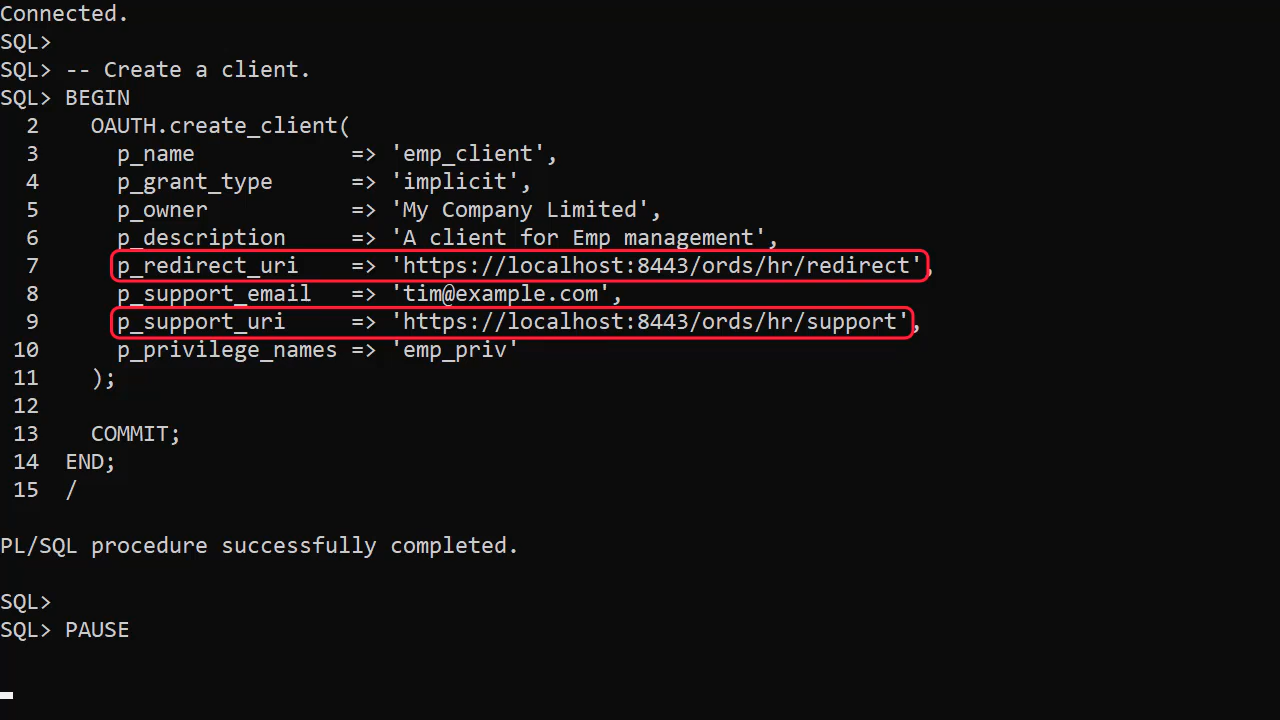 Connected.
SQL>
SQL> -- Create a client.
SQL> BEGIN
  2    OAUTH.create_client(
  3      p_name            => 'emp_client',
  4      p_grant_type      => 'implicit',
  5      p_owner           => 'My Company Limited',
  6      p_description     => 'A client for Emp management',
  7      p_redirect_uri    => 'https://localhost:8443/ords/hr/redirect',
  8      p_support_email   => 'tim@example.com',
  9      p_support_uri     => 'https://localhost:8443/ords/hr/support',
 10      p_privilege_names => 'emp_priv'
 11    );
 12
 13    COMMIT;
 14  END;
 15  /

PL/SQL procedure successfully completed.

SQL>
SQL> PAUSE